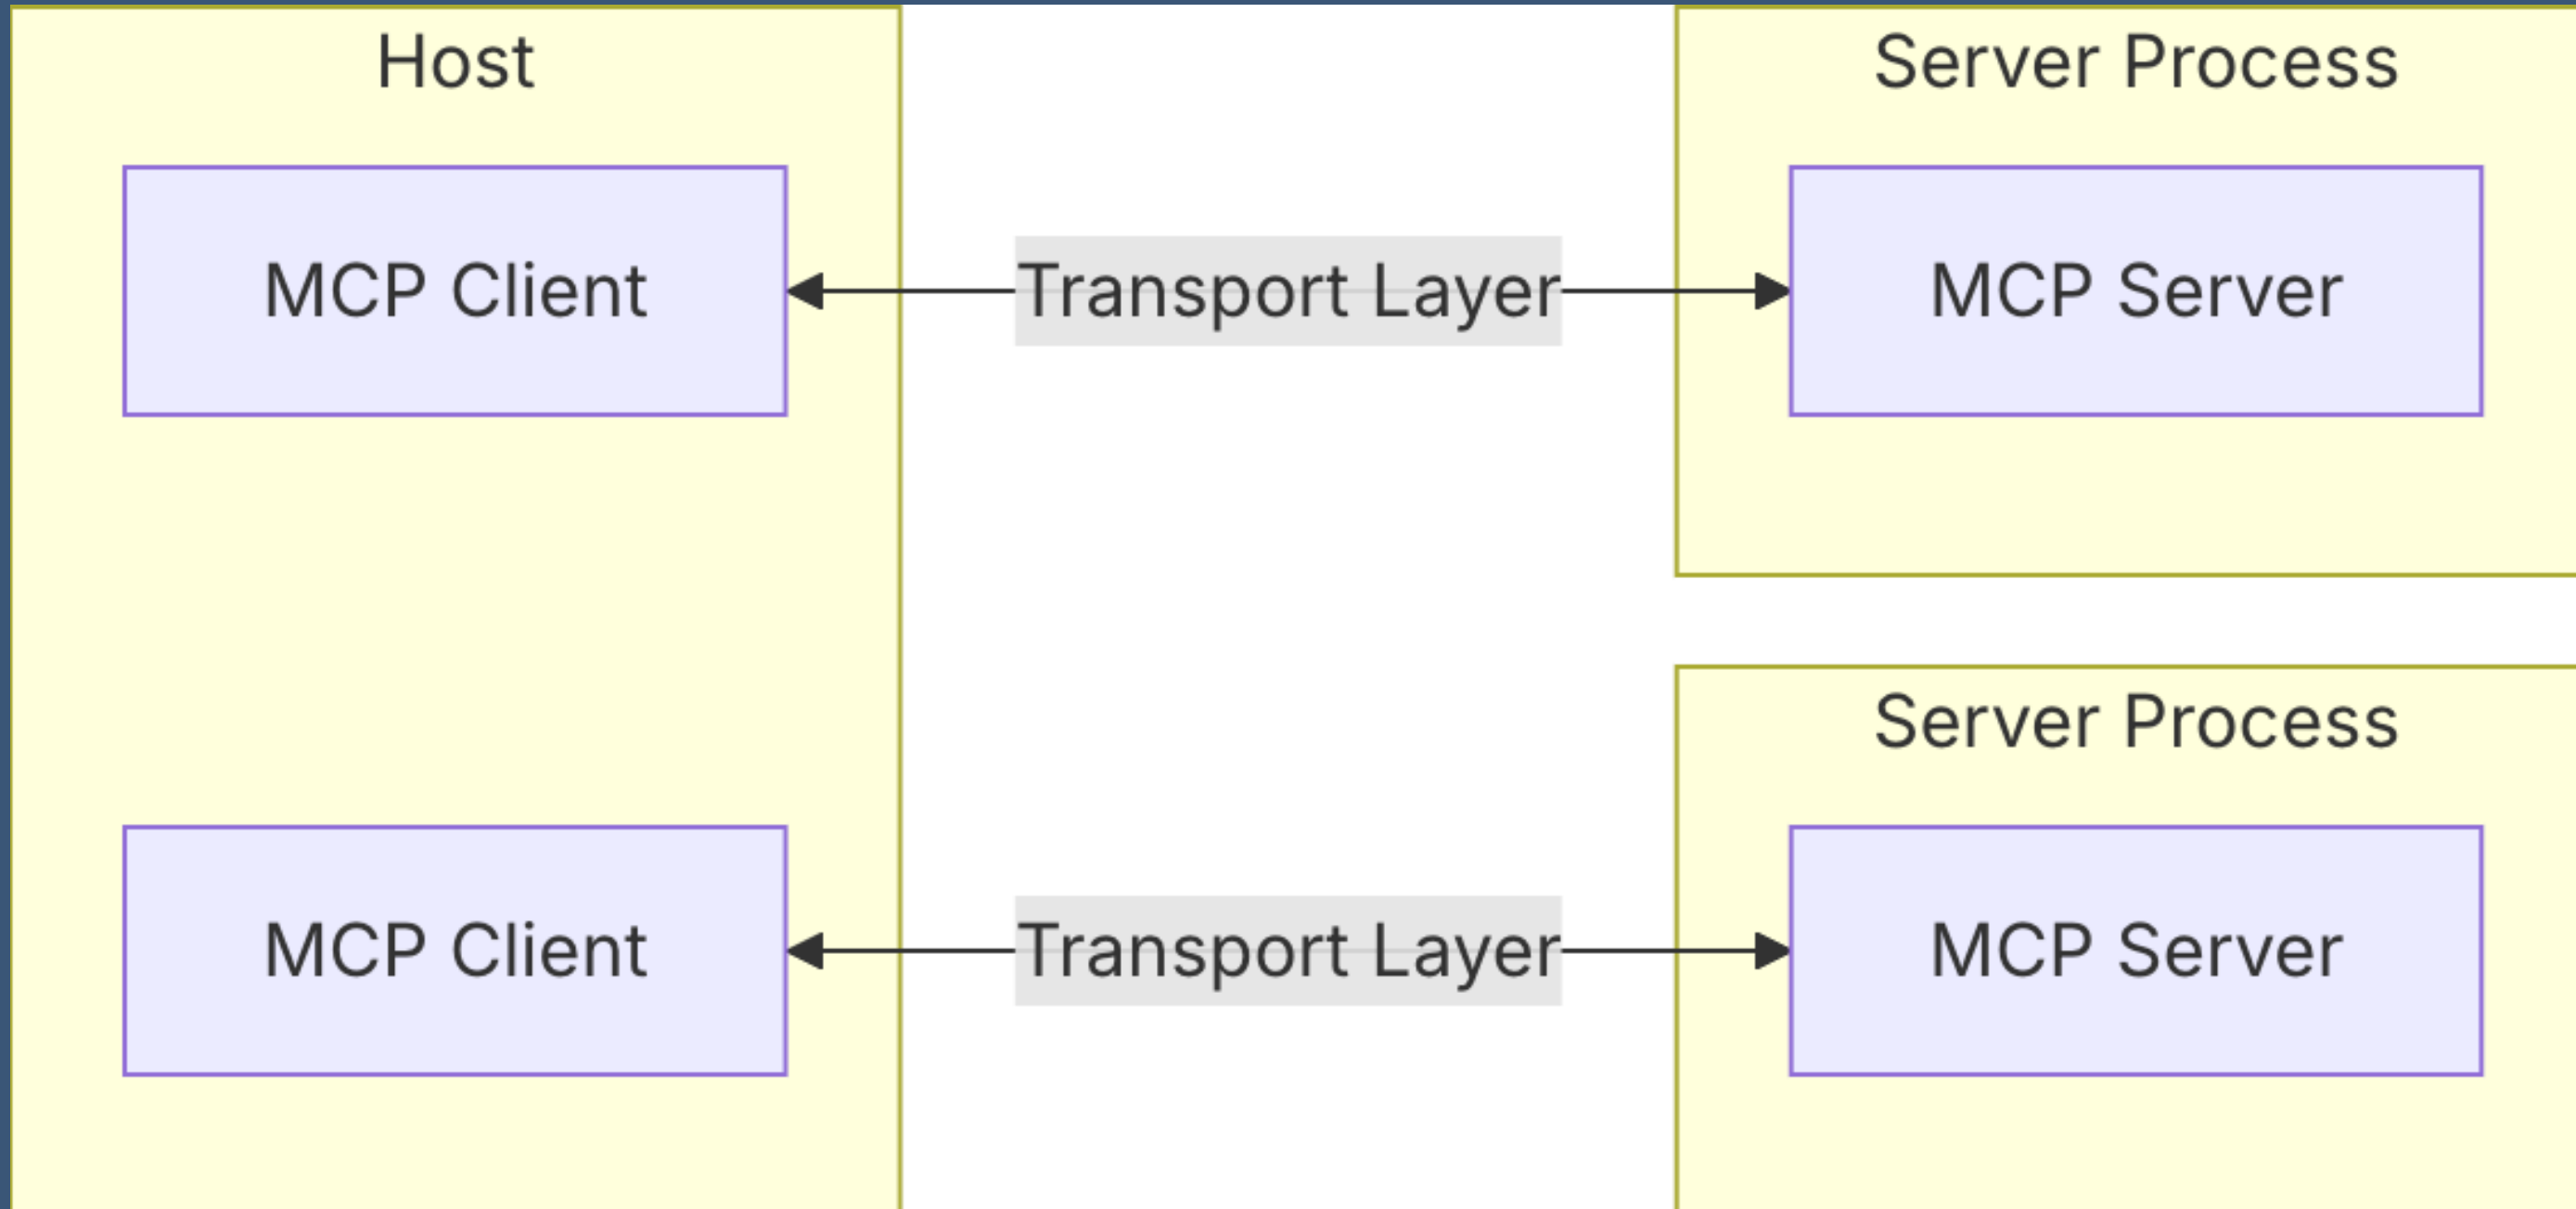 Host
Server Process
MCP Client
Transport Layer
MCP Server
Server Process
MCP Client
Transport Layer
MCP Server